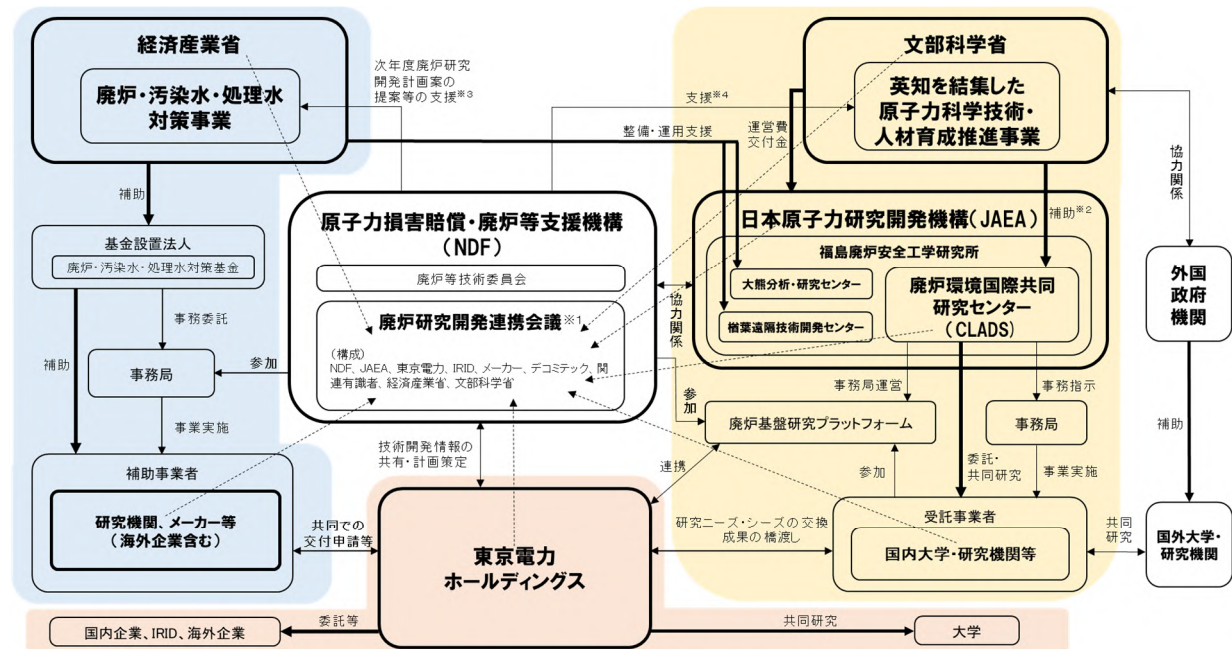 経済産業省
廃炉・汚染水・処理水
対策事業
次年度廃炉研究
開発計画案の
提案等の支援※3
支援※4
整備・運用支援
運営費
交付金
文部科学省
英知を結集した
原子力科学技術・
人材育成推進事業
協力関係
補助
基金設置法人
廃炉・汚染水・処理水対策基金
事務委託
補助
事務局
参加
事業実施
補助事業者
研究機関、メーカー等
(海外企業含む)
原子力損害賠償・廃炉等支援機構
(NDF)
廃炉等技術委員会
廃炉研究開発連携会議※1
(構成)
NDF、JAEA、東京電力、IRID、メーカー、デコミテック、関
連有識者、経済産業省、文部科学省
協力関係
参加
日本原子力研究開発機構(JAEA)
補助※2
福島廃炉安全工学研究所
大熊分析・研究センター
楢葉遠隔技術開発センター
廃炉環境国際共同
研究センター
(CLADS)
事務局運営
事務指示
廃炉基盤研究プラットフォーム
事務局
連携
参加
委託・
共同研究
事業実施
受託事業者
国内大学・研究機関等
外国
政府
機関
補助
共同
研究
国外大学・
研究機関
技術開発情報の
共有・計画策定
共同での
交付申請等
研究ニーズ・シーズの交換
成果の橋渡し
東京電力
ホールディングス
委託等
国内企業、IRID、海外企業
共同研究
大学